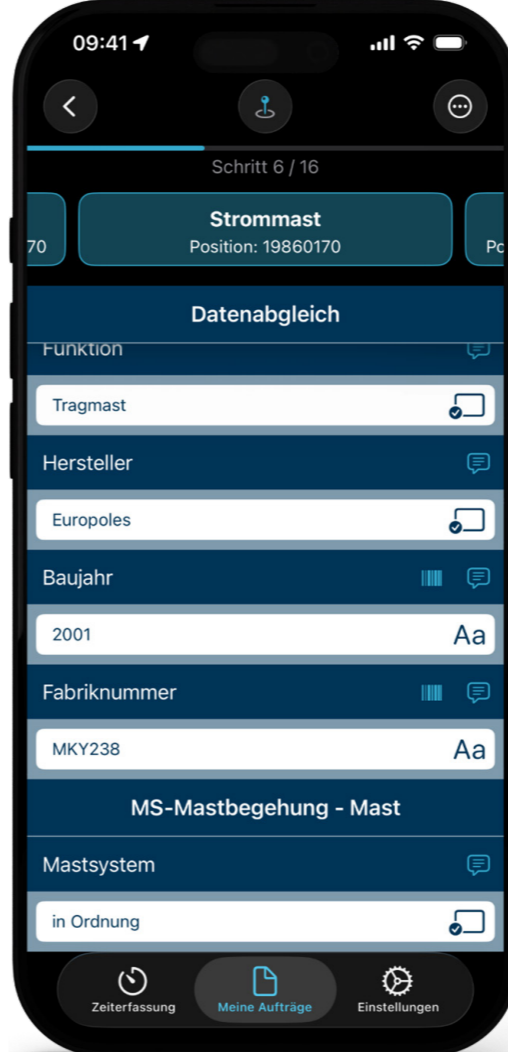 09:41
Schritt 6 / 16
70
Strommast
Position: 19860170
Po
Datenabgleich
Funktion
Tragmast
Hersteller
Europoles
Baujahr
2001
Aa
Fabriknummer
MKY238
Aa
MS-Mastbegehung - Mast
Mastsystem
in Ordnung
Zeiterfassung
Meine Aufträge
Einstellungen